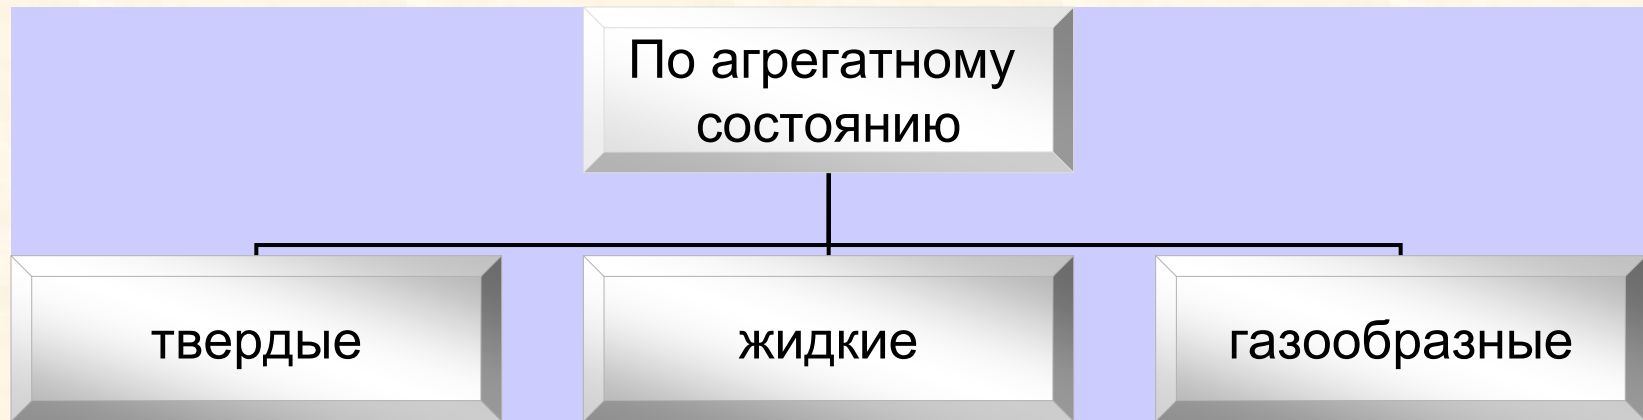 По агрегатному
состоянию
твердые
жидкие
газообразные